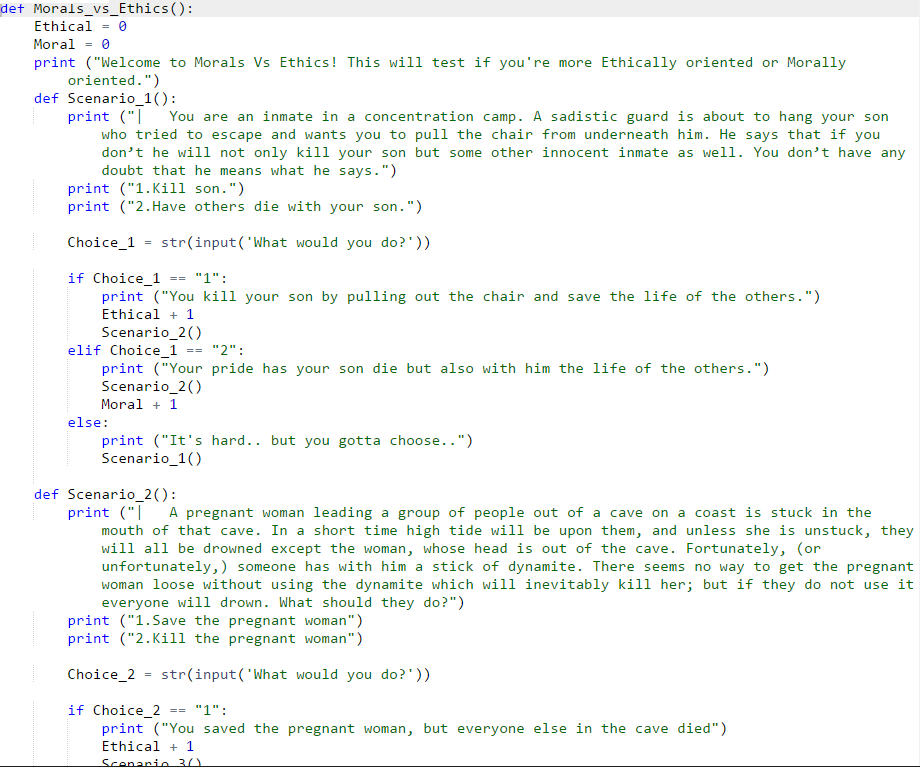 def Morals_vs_Ethics():
    Ethical = 0
    Moral = 0
    print ("Welcome to Morals Vs Ethics! This will test if you're more Ethically oriented or Morally
        oriented.")
    def Scenario_1():
        print ("|   You are an inmate in a concentration camp. A sadistic guard is about to hang your son
            who tried to escape and wants you to pull the chair from underneath him. He says that if you
            don’t he will not only kill your son but some other innocent inmate as well. You don’t have any
            doubt that he means what he says.")
        print ("1.Kill son.")
        print ("2.Have others die with your son.")

        Choice_1 = str(input('What would you do?'))

        if Choice_1 == "1":
            print ("You kill your son by pulling out the chair and save the life of the others.")
            Ethical + 1
            Scenario_2()
        elif Choice_1 == "2":
            print ("Your pride has your son die but also with him the life of the others.")
            Scenario_2()
            Moral + 1
        else:
            print ("It's hard.. but you gotta choose..")
            Scenario_1()

    def Scenario_2():
        print ("|   A pregnant woman leading a group of people out of a cave on a coast is stuck in the
            mouth of that cave. In a short time high tide will be upon them, and unless she is unstuck, they
            will all be drowned except the woman, whose head is out of the cave. Fortunately, (or
            unfortunately,) someone has with him a stick of dynamite. There seems no way to get the pregnant
            woman loose without using the dynamite which will inevitably kill her; but if they do not use it
            everyone will drown. What should they do?")
        print ("1.Save the pregnant woman")
        print ("2.Kill the pregnant woman")

        Choice_2 = str(input('What would you do?'))

        if Choice_2 == "1":
            print ("You saved the pregnant woman, but everyone else in the cave died")
            Ethical + 1
            Scenario_3()